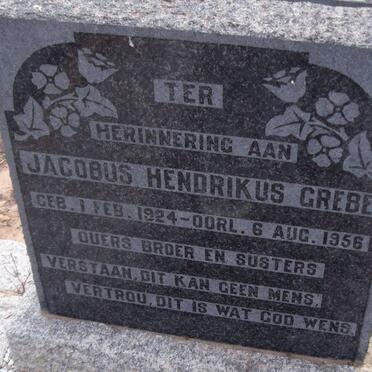 TER
HERINNERING AAN
JACOBUS HENDRIKUS GREBE
GEB. 1 FEB. 1924-OORL. 6 AUG. 1956
OUERS BROER EN SUSTERS
VERSTAAN, DIT KAN GEEN MENS,
VERTROU, DIT IS WAT GOD WENS.